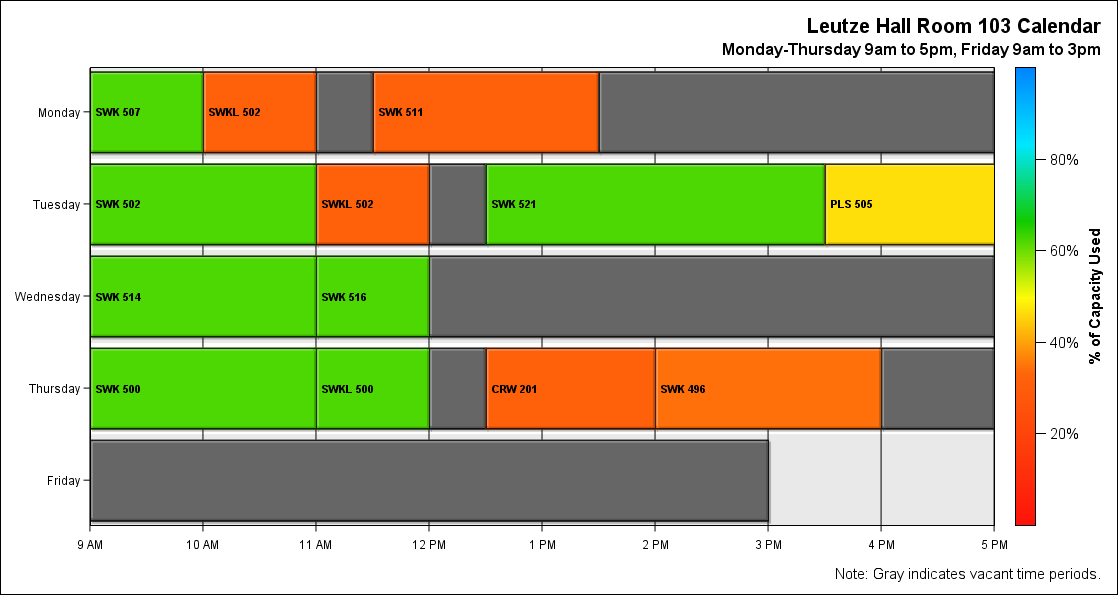 Leutze Hall Room 103 Calendar
Monday-Thursday 9am to 5pm, Friday 9am to 3pm
Monday
SWK 507
SWKL 502
SWK 511
Tuesday
SWK 502
SWKL 502
SWK 521
PLS 505
Wednesday
SWK 514
SWK 516
Thursday
SWK 500
SWKL 500
CRW 201
SWK 496
Friday
9 AM
10 AM
11 AM
12 PM
1 PM
2 PM
3 PM
4 PM
5 PM
80%
60%
40%
20%
% of Capacity Used
Note: Gray indicates vacant time periods.